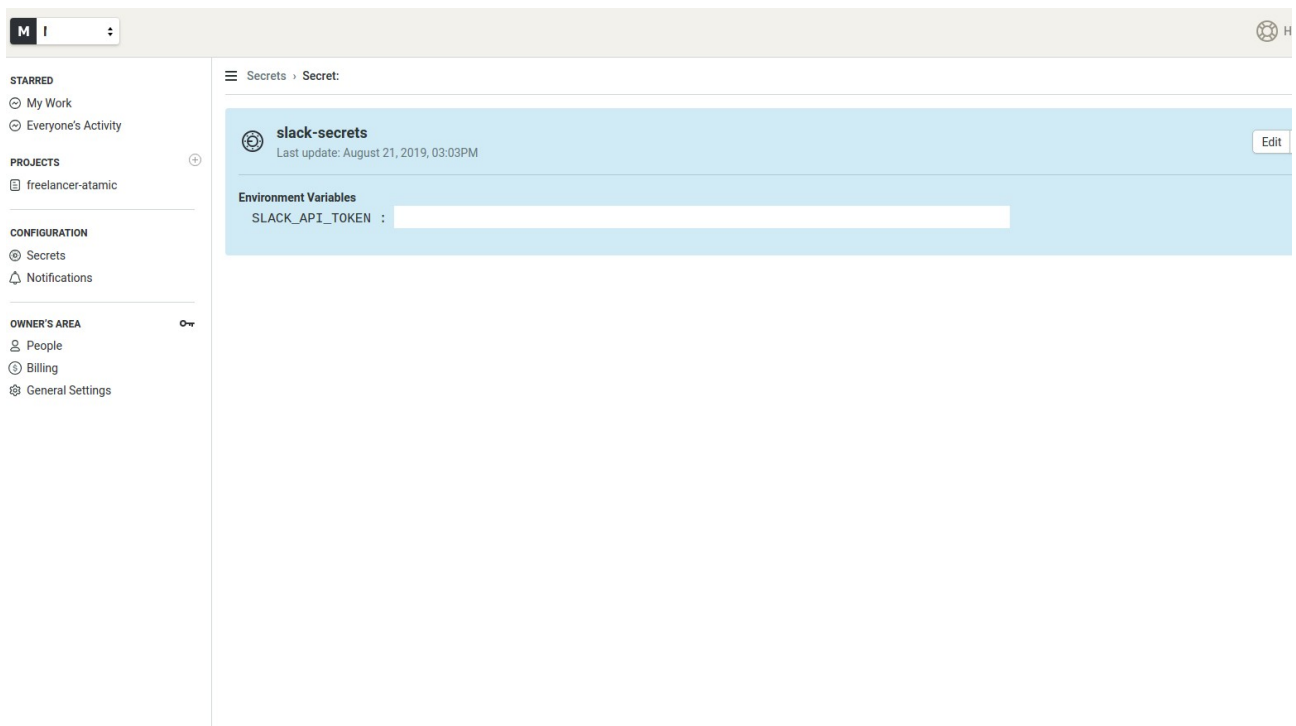 M
H
STARRED
My Work
Everyone's Activity
PROJECTS
freelancer-atamic
CONFIGURATION
Secrets
Notifications
OWNER'S AREA
People
Billing
General Settings
Secrets › Secret:
slack-secrets
Last update: August 21, 2019, 03:03PM
Edit
Environment Variables
SLACK_API_TOKEN :